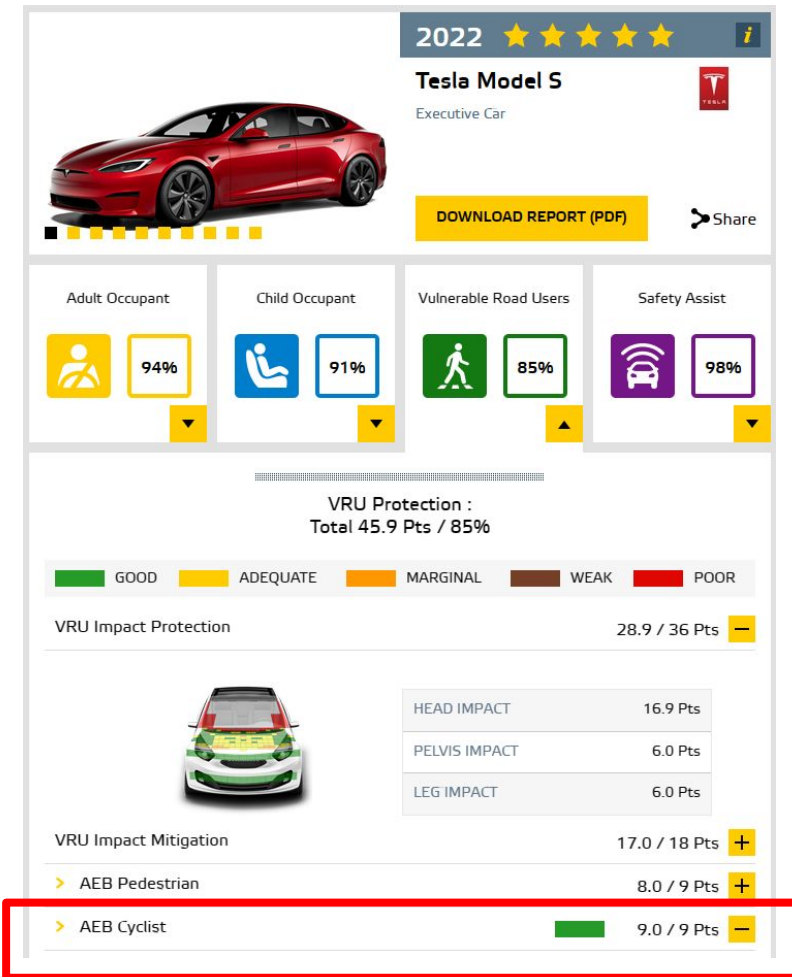 2022
i
Tesla Model S
TESLA
Executive Car
DOWNLOAD REPORT (PDF)
Share
Adult Occupant
94%
Child Occupant
91%
Vulnerable Road Users
85%
Safety Assist
98%
VRU Protection :
Total 45.9 Pts / 85%
GOOD ADEQUATE MARGINAL WEAK POOR
VRU Impact Protection 28.9 / 36 Pts
HEAD IMPACT 16.9 Pts
PELVIS IMPACT 6.0 Pts
LEG IMPACT 6.0 Pts
VRU Impact Mitigation 17.0 / 18 Pts
AEB Pedestrian 8.0 / 9 Pts
AEB Cyclist 9.0 / 9 Pts